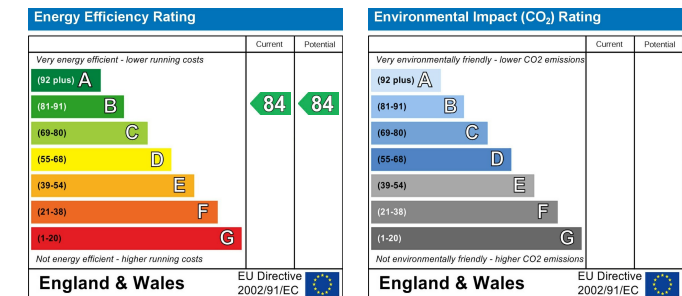 Energy Efficiency Rating
Current Potential
Very energy efficient - lower running costs
(92 plus) A
(81-91) B 84 84
(69-80) C
(55-68) D
(39-54) E
(21-38) F
(1-20) G
Not energy efficient - higher running costs
England & Wales
EU Directive
2002/91/EC
Environmental Impact (CO₂) Rating
Current Potential
Very environmentally friendly - lower CO2 emissions
(92 plus) A
(81-91) B
(69-80) C
(55-68) D
(39-54) E
(21-38) F
(1-20) G
Not environmentally friendly - higher CO2 emissions
England & Wales
EU Directive
2002/91/EC